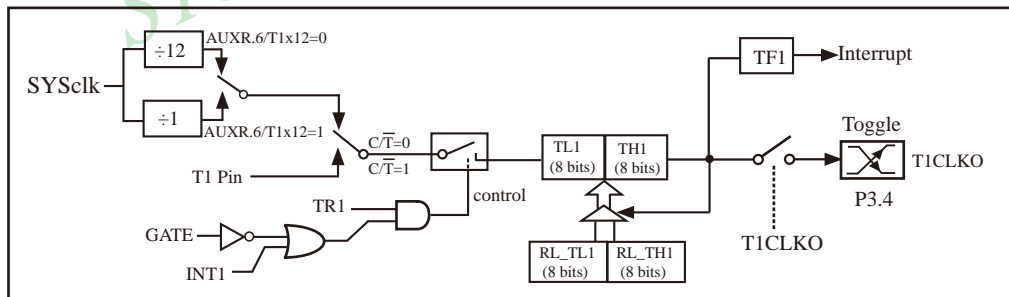 AUXR.6/T1x12=0
÷12
SYSclk
÷1
AUXR.6/T1x12=1
C/T̅=0
C/T̅=1
T1 Pin
TR1
control
GATE
INT1
TL1
(8 bits)
TH1
(8 bits)
RL_TL1
(8 bits)
RL_TH1
(8 bits)
TF1
Interrupt
Toggle
T1CLKO
P3.4
T1CLKO